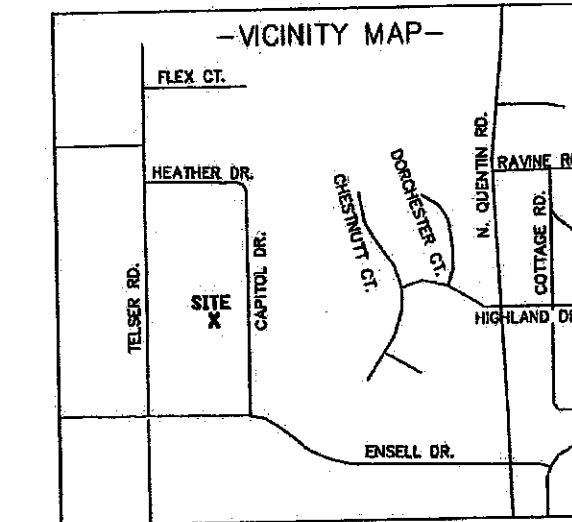 -VICINITY MAP-
FLEX CT.
HEATHER DR.
TELSER RD.
SITE
X
CAPITOL DR.
CHESTNUTT CT.
DORCHESTER CT.
N. QUENTIN RD.
RAVINE R
COTTAGE RD.
HIGHLAND D
ENSELL DR.